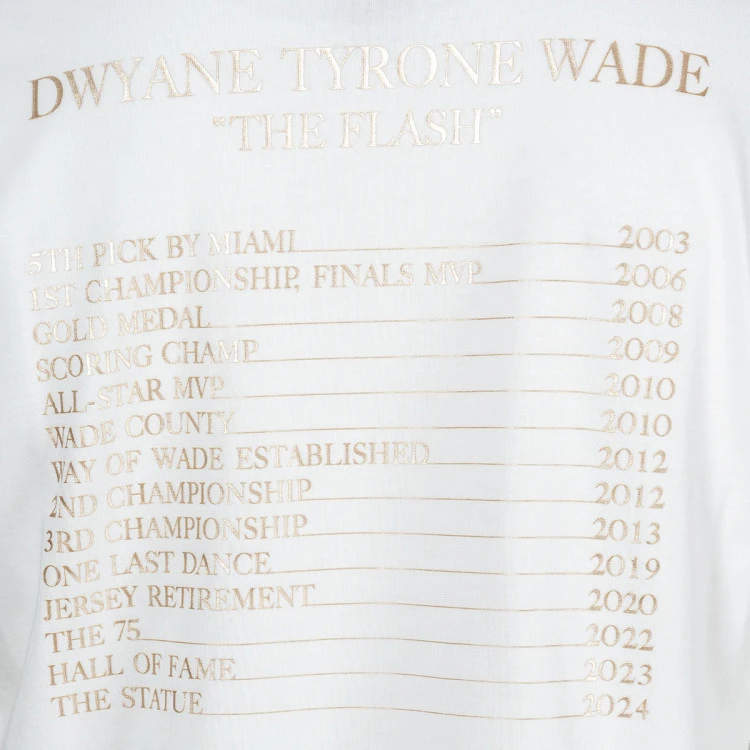 DWYANE TYRONE WADE
"THE FLASH"
5TH PICK BY MIAMI 2003
1ST CHAMPIONSHIP, FINALS MVP 2006
GOLD MEDAL 2008
SCORING CHAMP 2009
ALL-STAR MVP 2010
WADE COUNTY 2010
WAY OF WADE ESTABLISHED 2012
2ND CHAMPIONSHIP 2012
3RD CHAMPIONSHIP 2013
ONE LAST DANCE 2019
JERSEY RETIREMENT 2020
THE 75 2022
HALL OF FAME 2023
THE STATUE 2024